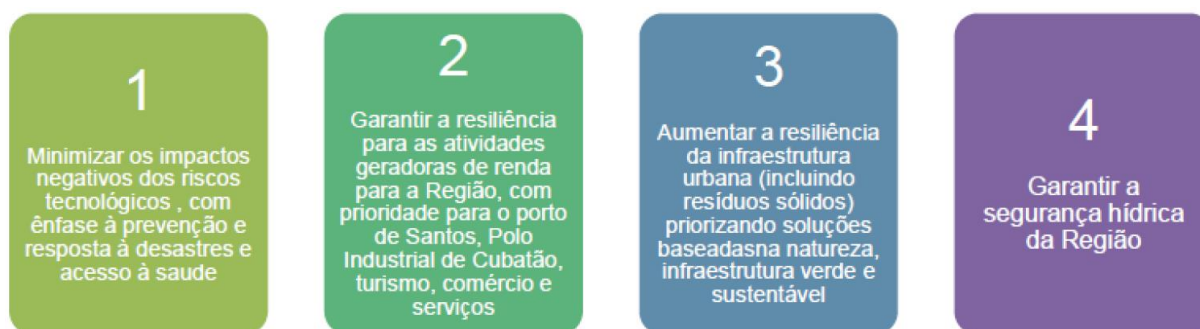 1
Minimizar os impactos
negativos dos riscos
tecnológicos , com
ênfase à prevenção e
resposta à desastres e
acesso à saude
2
Garantir a resiliência
para as atividades
geradoras de renda
para a Região, com
prioridade para o porto
de Santos, Polo
Industrial de Cubatão,
turismo, comércio e
serviços
3
Aumentar a resiliência
da infraestrutura
urbana (incluindo
resíduos sólidos)
priorizando soluções
baseadasna natureza,
infraestrutura verde e
sustentável
4
Garantir a
segurança hídrica
da Região